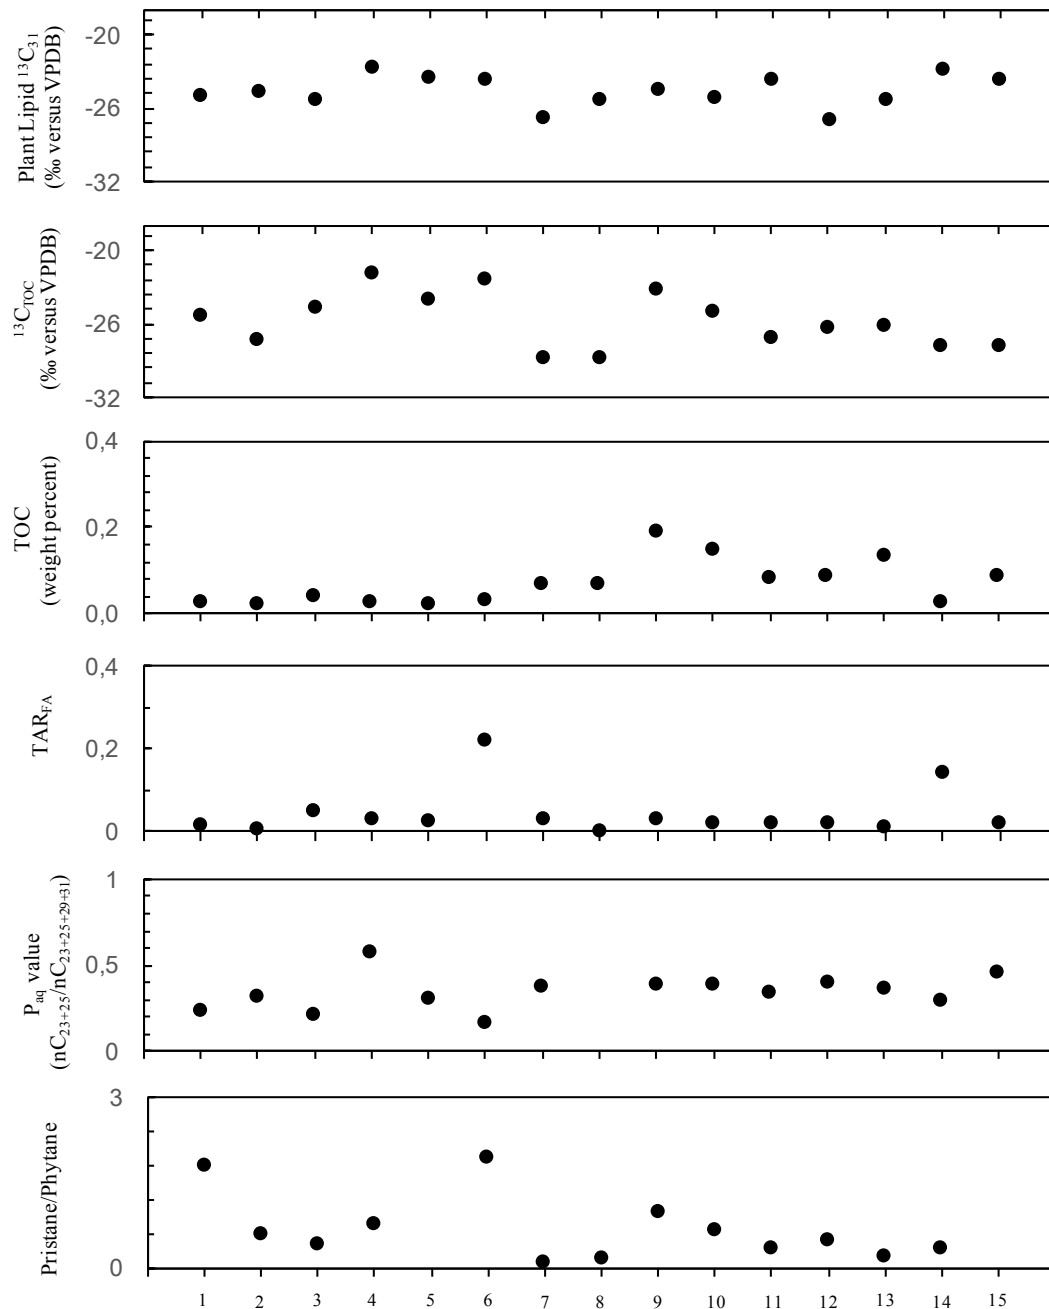 Plant Lipid ¹³C₃₁
(‰ versus VPDB)
-20
-26
-32
¹³C_TOC
(‰ versus VPDB)
-20
-26
-32
TOC
(weight percent)
0,4
0,2
0,0
TAR_FA
0,4
0,2
0
P_aq value
(nC₂₃₊₂₅/nC₂₃₊₂₅₊₂₉₊₃₁)
1
0,5
0
Pristane/Phytane
3
0
1 2 3 4 5 6 7 8 9 10 11 12 13 14 15